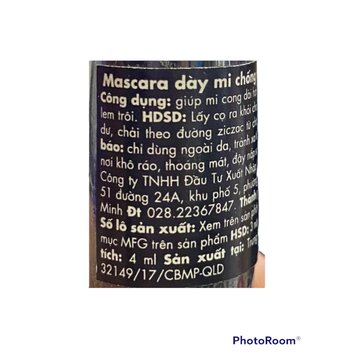 Mascara dày mi chống
Công dụng: giúp mi cong dài
lem trôi. HDSD: Lấy cọ ra khỏi
dư, chải theo đường ziczac từ
báo: chỉ dùng ngoài da, tránh
nơi khô ráo, thoáng mát, đậy
Công ty TNHH Đầu Tư Xuất
51 đường 24A, khu phố 5,
Minh Đt 028.22367847.
Số lô sản xuất: Xem trên
mục MFG trên sản phẩm HSD: 3
tích: 4 ml Sản xuất tại:
32149/17/CBMP-QLD
PhotoRoom®